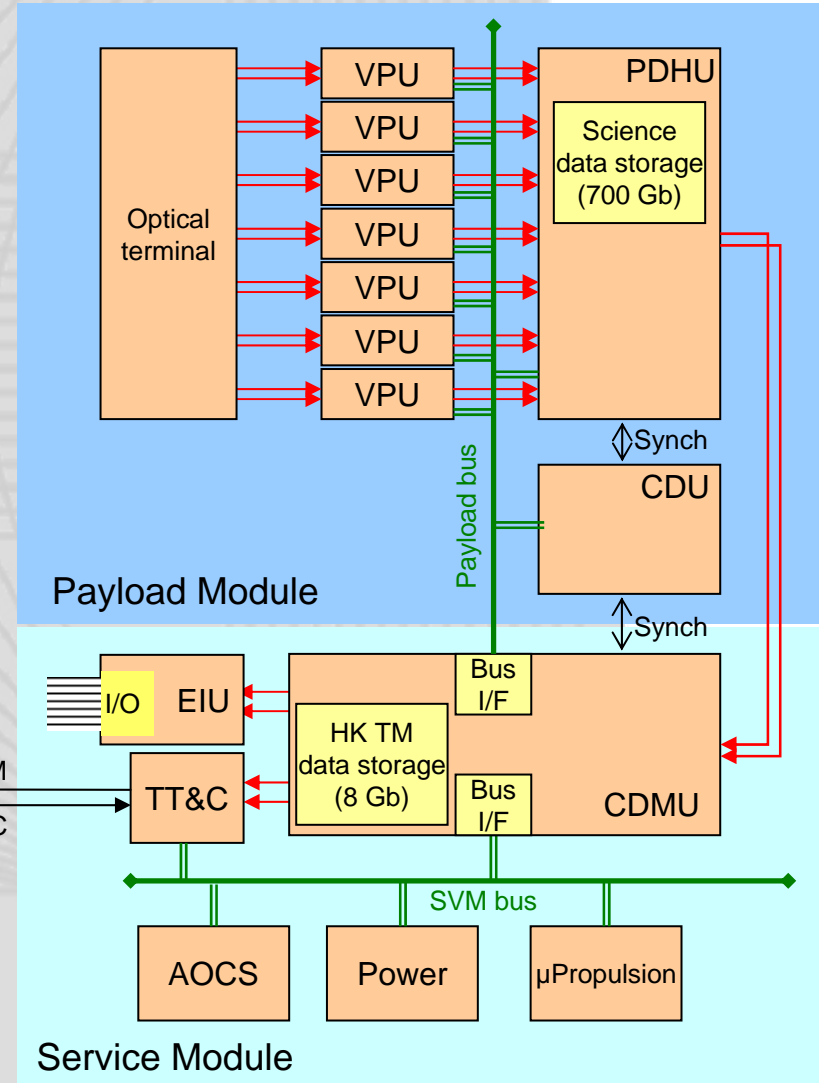 VPU
VPU
VPU
VPU
VPU
VPU
VPU
Optical
terminal
PDHU
Science
data storage
(700 Gb)
Synch
CDU
Payload bus
Payload Module
Synch
I/O
EIU
Bus
I/F
HK TM
data storage
(8 Gb)
Bus
I/F
CDMU
TT&C
SVM bus
AOCS
Power
µPropulsion
Service Module